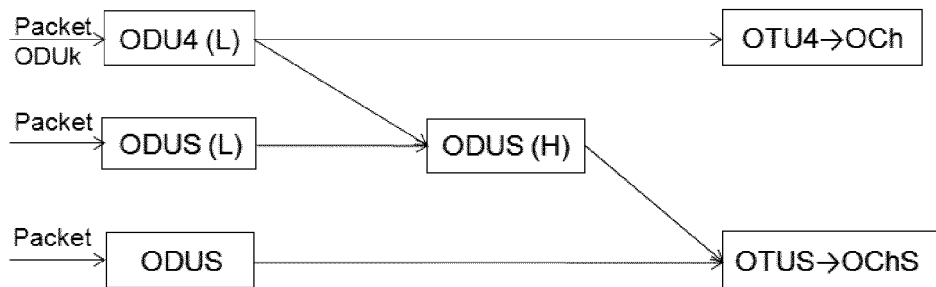 Packet
ODUk
ODU4 (L)
OTU4→OCh
Packet
ODUS (L)
ODUS (H)
Packet
ODUS
OTUS→OChS